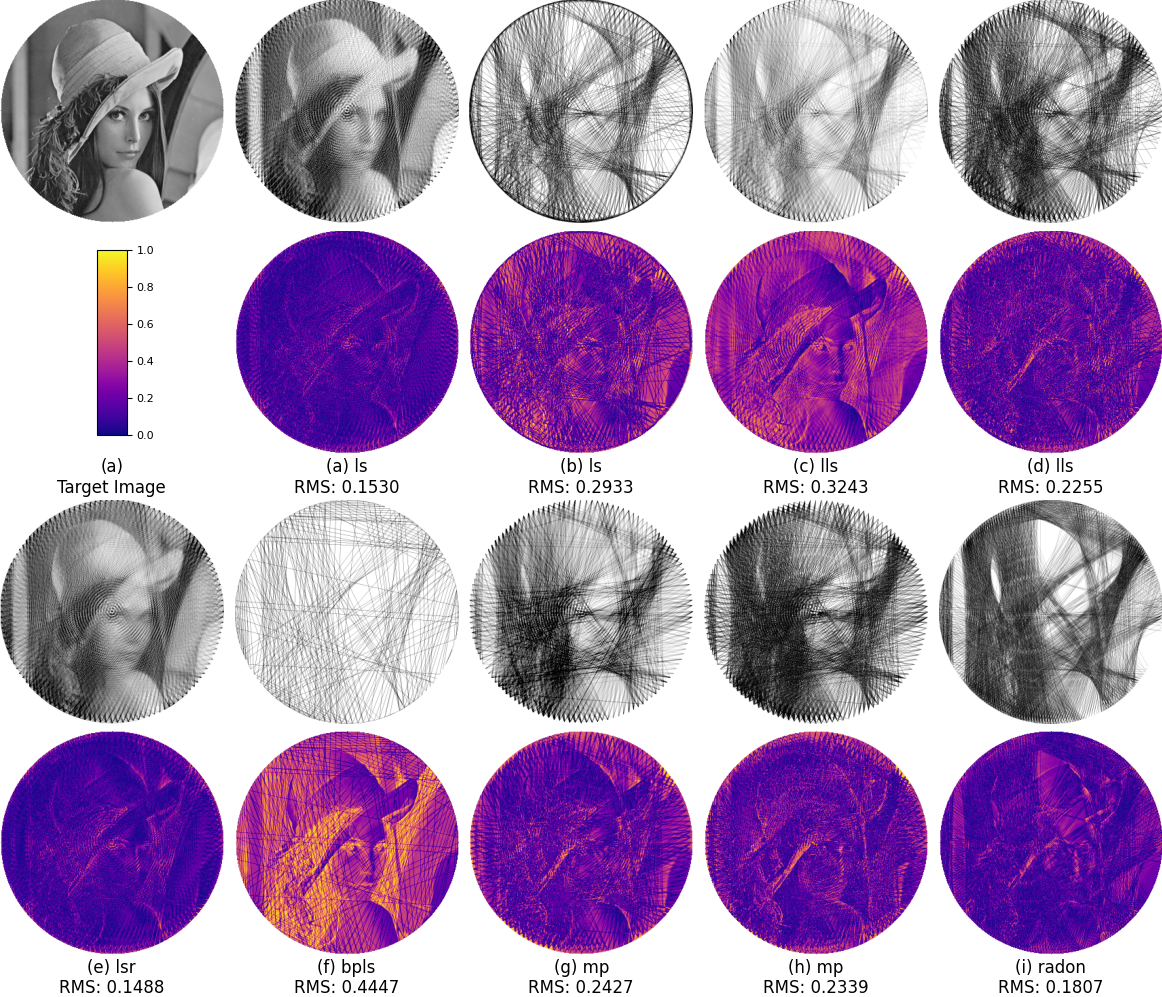 1.0
0.8
0.6
0.4
0.2
0.0
(a)
Target Image
(a) ls
RMS: 0.1530
(b) ls
RMS: 0.2933
(c) lls
RMS: 0.3243
(d) lls
RMS: 0.2255
(e) lsr
RMS: 0.1488
(f) bpls
RMS: 0.4447
(g) mp
RMS: 0.2427
(h) mp
RMS: 0.2339
(i) radon
RMS: 0.1807